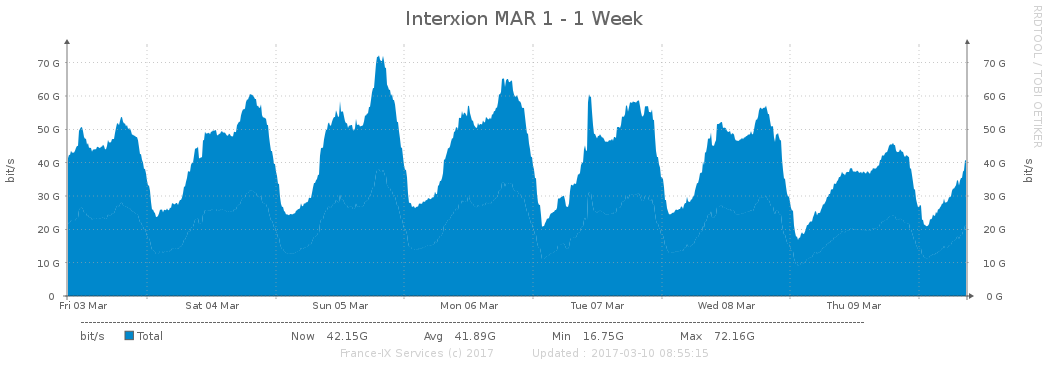 Interxion MAR 1 - 1 Week
RRDTOOL / TOBI OETIKER
bit/s
70 G 70 G
60 G 60 G
50 G 50 G
40 G 40 G
30 G 30 G
20 G 20 G
10 G 10 G
0 0 G
bit/s
Fri 03 Mar Sat 04 Mar Sun 05 Mar Mon 06 Mar Tue 07 Mar Wed 08 Mar Thu 09 Mar
bit/s Total Now 42.15G Avg 41.89G Min 16.75G Max 72.16G
France-IX Services (c) 2017 Updated : 2017-03-10 08:55:15